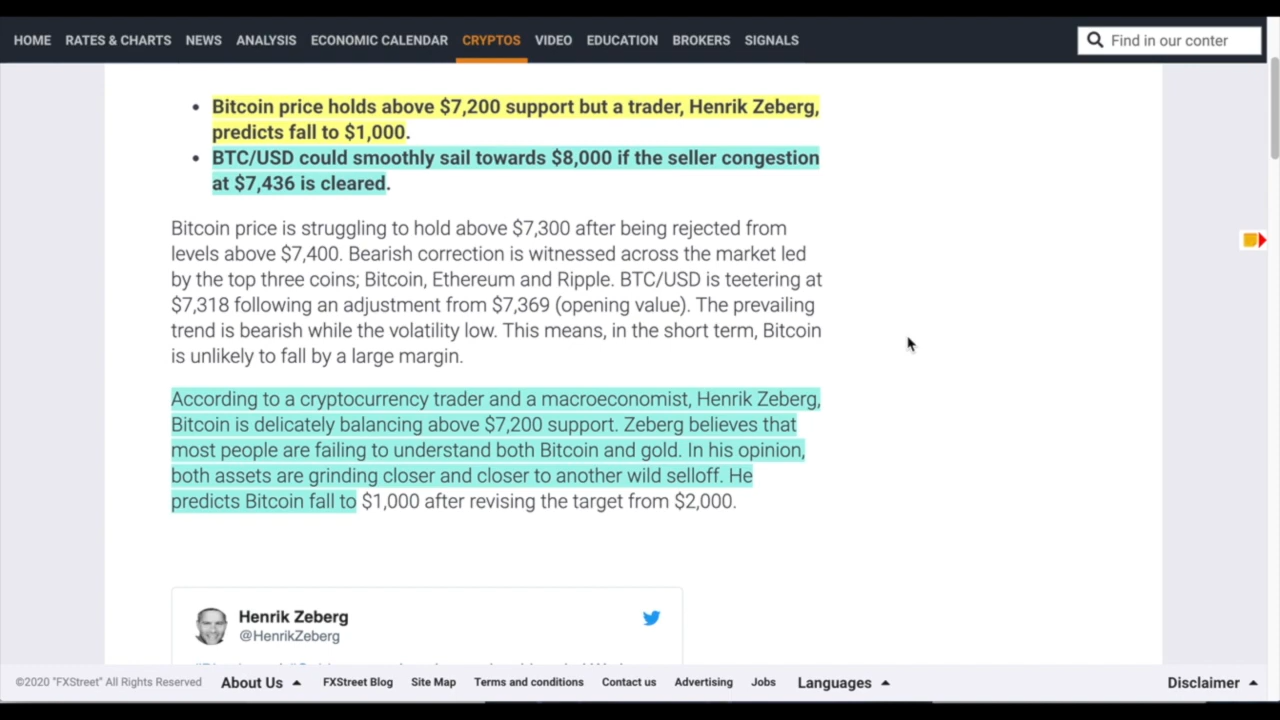 HOME RATES & CHARTS NEWS ANALYSIS ECONOMIC CALENDAR CRYPTOS VIDEO EDUCATION BROKERS SIGNALS Find in our conter
Bitcoin price holds above $7,200 support but a trader, Henrik Zeberg,
predicts fall to $1,000.
BTC/USD could smoothly sail towards $8,000 if the seller congestion
at $7,436 is cleared.
Bitcoin price is struggling to hold above $7,300 after being rejected from
levels above $7,400. Bearish correction is witnessed across the market led
by the top three coins; Bitcoin, Ethereum and Ripple. BTC/USD is teetering at
$7,318 following an adjustment from $7,369 (opening value). The prevailing
trend is bearish while the volatility low. This means, in the short term, Bitcoin
is unlikely to fall by a large margin.
According to a cryptocurrency trader and a macroeconomist, Henrik Zeberg,
Bitcoin is delicately balancing above $7,200 support. Zeberg believes that
most people are failing to understand both Bitcoin and gold. In his opinion,
both assets are grinding closer and closer to another wild selloff. He
predicts Bitcoin fall to $1,000 after revising the target from $2,000.
Henrik Zeberg
@HenrikZeberg
©2020 "FXStreet" All Rights Reserved About Us FXStreet Blog Site Map Terms and conditions Contact us Advertising Jobs Languages Disclaimer